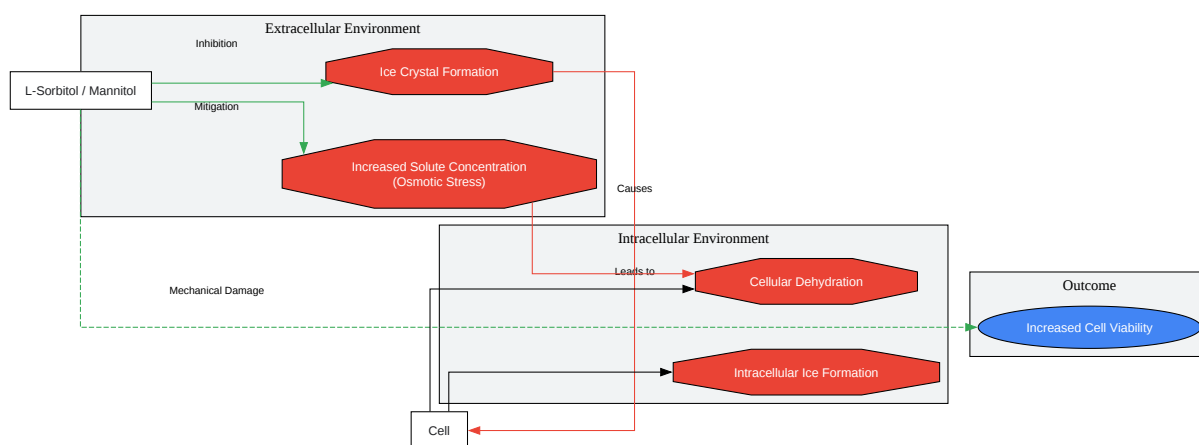 Extracellular Environment
Inhibition
Ice Crystal Formation
L-Sorbitol / Mannitol
Mitigation
Increased Solute Concentration
(Osmotic Stress)
Causes
Intracellular Environment
Leads to
Cellular Dehydration
Mechanical Damage
Outcome
Increased Cell Viability
Intracellular Ice Formation
Cell